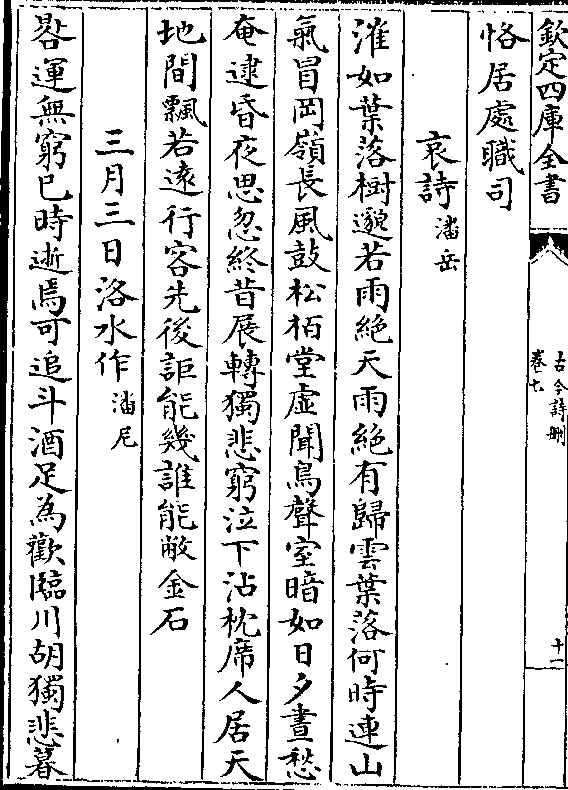 欽定四庫全書
古今詩刪
卷七
十一
恪居處職司
哀詩 潘岳
漼如葉落樹邈若雨絶天雨絶有歸雲葉落何時連山
氣冒岡嶺長風鼓松栢堂虛聞鳥聲室暗如日夕晝愁
奄逮昏夜思忽終昔展轉獨悲窮泣下沾枕席人居天
地間飄若逺行客先後詎能幾誰能敝金石
三月三日洛水作 潘尼
晷運無窮已時逝焉可追斗酒足為歡臨川胡獨悲暮